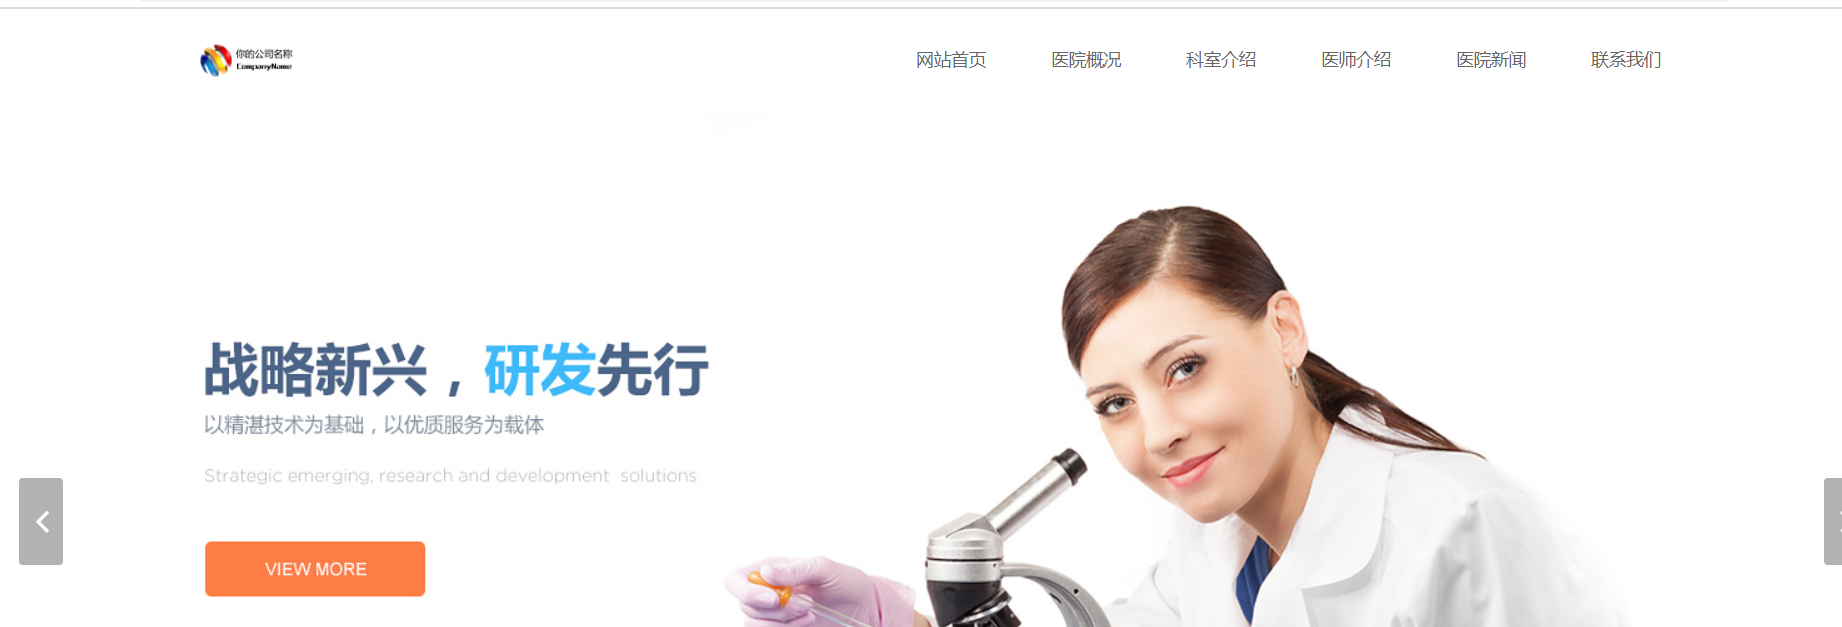 你的公司名称
CompanyName
网站首页 医院概况 科室介绍 医师介绍 医院新闻 联系我们
战略新兴，研发先行
以精湛技术为基础，以优质服务为载体
Strategic emerging, research and development solutions
VIEW MORE